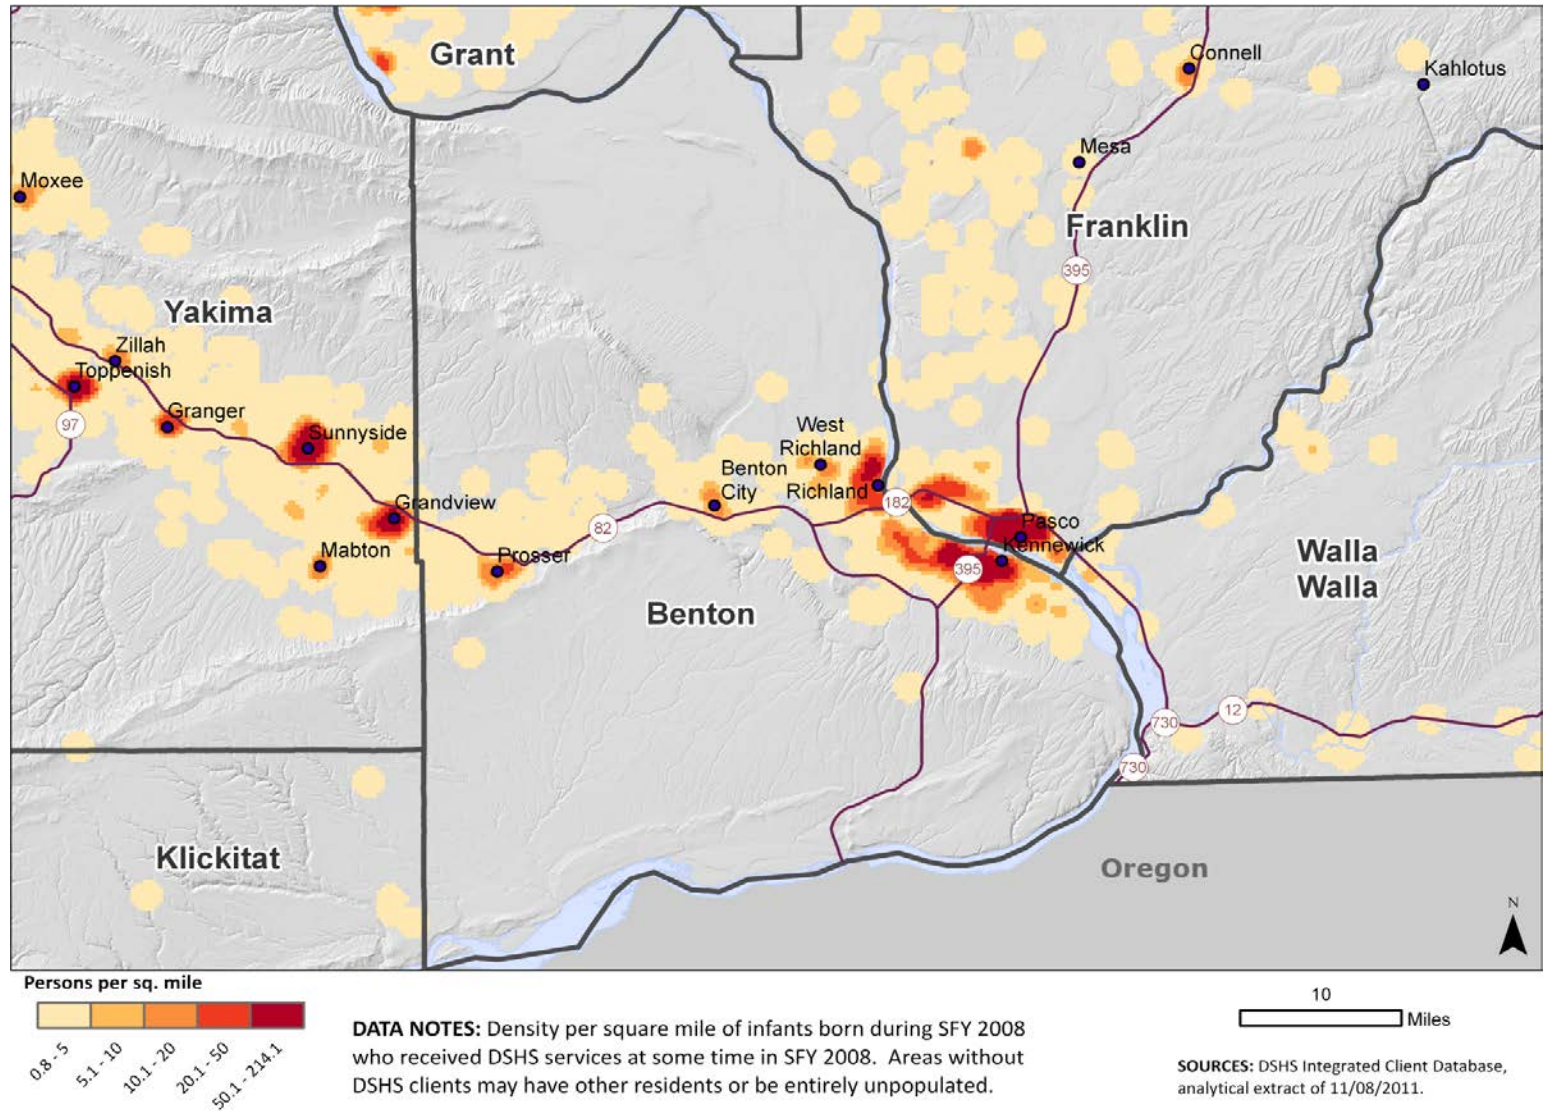 Grant
Connell
Kahlotus
Mesa
Moxee
Franklin
395
Yakima
Zillah
Toppenish
Granger
97
Sunnyside
West
Richland
Benton
City
Richland
182
Grandview
Pasco
82
Kennewick
Mabton
Prosser
395
Walla
Walla
Benton
12
730
730
Klickitat
Oregon
N
Persons per sq. mile
0.8 - 5
5.1 - 10
10.1 - 20
20.1 - 50
50.1 - 214.1
DATA NOTES: Density per square mile of infants born during SFY 2008
who received DSHS services at some time in SFY 2008. Areas without
DSHS clients may have other residents or be entirely unpopulated.
10
Miles
SOURCES: DSHS Integrated Client Database,
analytical extract of 11/08/2011.